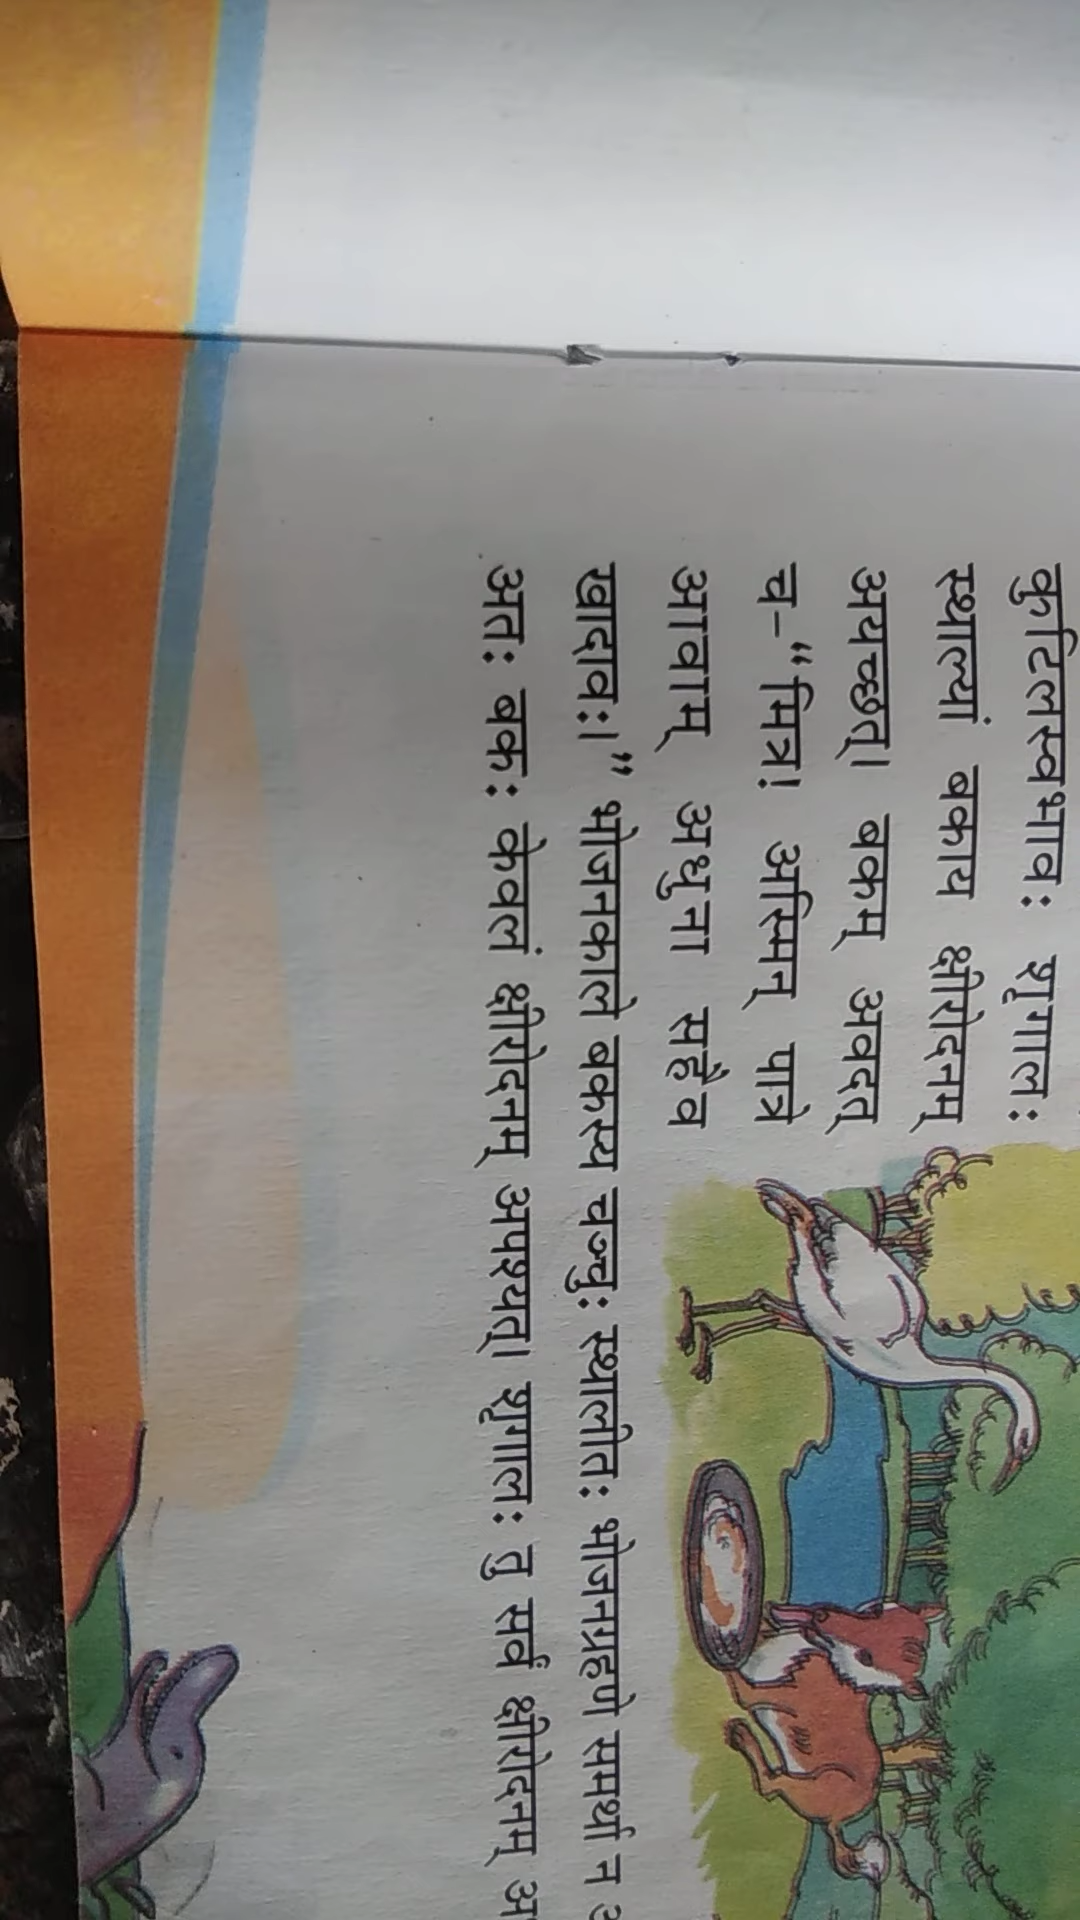 कुटिलस्वभावः शृगालः
स्थाल्यां बकाय क्षीरोदनम्
अयच्छत्। बकम् अवदत्
च-“मित्र! अस्मिन् पात्रे
आवाम् अधुना सहैव
खादावः।” भोजनकाले बकस्य चञ्चुः स्थालीतः भोजनग्रहणे समर्था न
अतः बकः केवलं क्षीरोदनम् अपश्यत्। शृगालः तु सर्वं क्षीरोदनम्